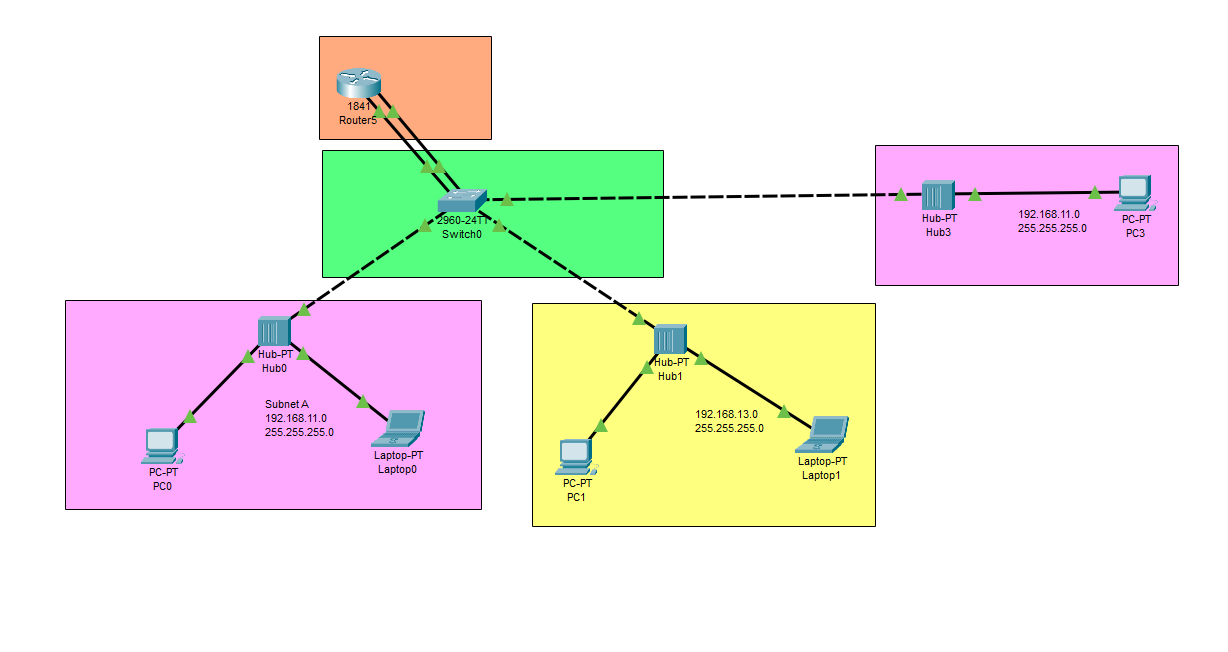 1841
Router5
2960-24TT
Switch0
Hub-PT
Hub3
192.168.11.0
255.255.255.0
PC-PT
PC3
Hub-PT
Hub0
Subnet A
192.168.11.0
255.255.255.0
PC-PT
PC0
Laptop-PT
Laptop0
Hub-PT
Hub1
192.168.13.0
255.255.255.0
PC-PT
PC1
Laptop-PT
Laptop1